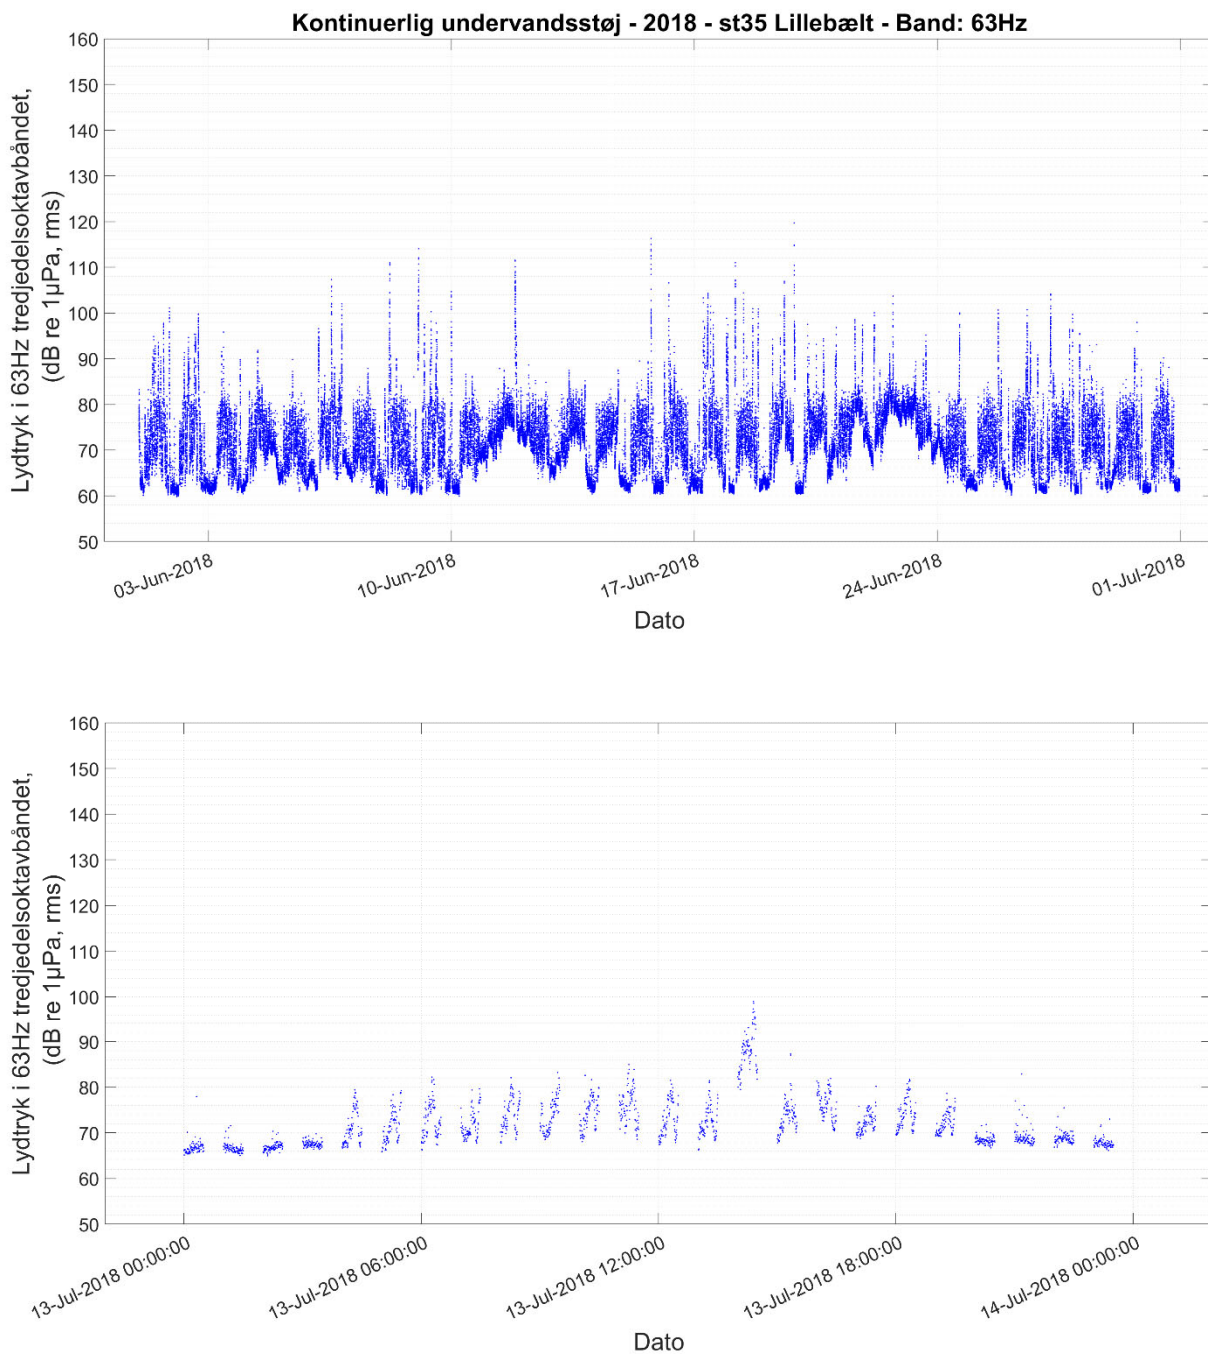 Kontinuerlig undervandsstøj - 2018 - st35 Lillebælt - Band: 63Hz
Lydtryk i 63Hz tredjedelsoktavbåndet,
(dB re 1µPa, rms)
160
150
140
130
120
110
100
90
80
70
60
50
03-Jun-2018
10-Jun-2018
17-Jun-2018
24-Jun-2018
01-Jul-2018
Dato
Lydtryk i 63Hz tredjedelsoktavbåndet,
(dB re 1µPa, rms)
160
150
140
130
120
110
100
90
80
70
60
50
13-Jul-2018 00:00:00
13-Jul-2018 06:00:00
13-Jul-2018 12:00:00
13-Jul-2018 18:00:00
14-Jul-2018 00:00:00
Dato